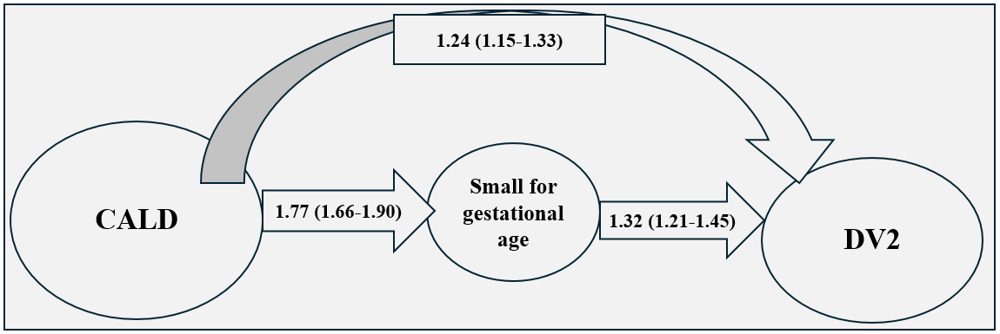 1.24 (1.15-1.33)
CALD
1.77 (1.66-1.90)
Small for
gestational
age
1.32 (1.21-1.45)
DV2